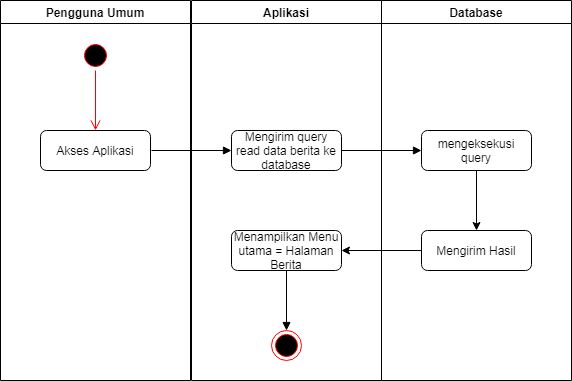 Pengguna Umum
Aplikasi
Database
Akses Aplikasi
Mengirim query
read data berita ke
database
mengeksekusi
query
Menampilkan Menu
utama = Halaman
Berita
Mengirim Hasil